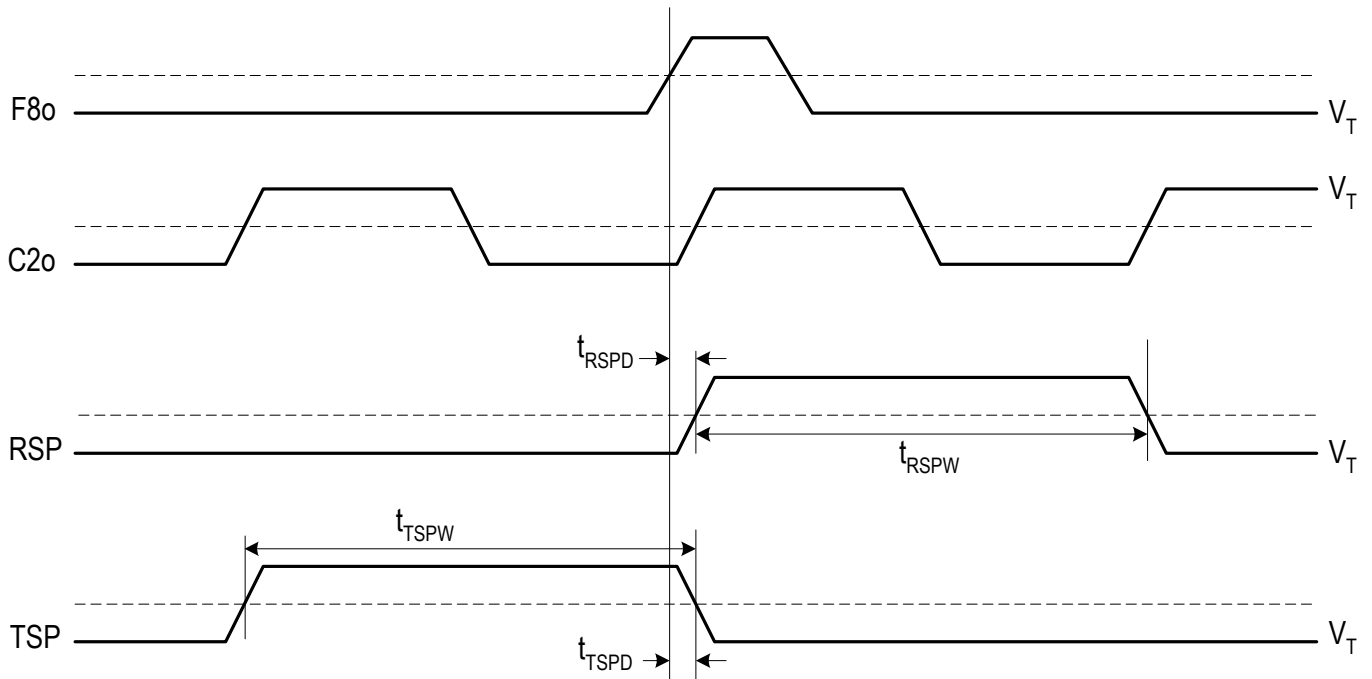 F8o
V_T
V_T
C2o
t_RSPD
RSP
t_RSPW
V_T
t_TSPW
TSP
t_TSPD
V_T